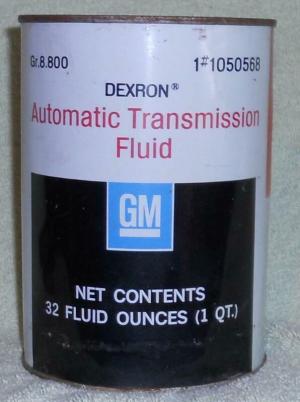 Gr.8.800 1#1050568
DEXRON®
Automatic Transmission
Fluid
GM
NET CONTENTS
32 FLUID OUNCES (1 QT.)